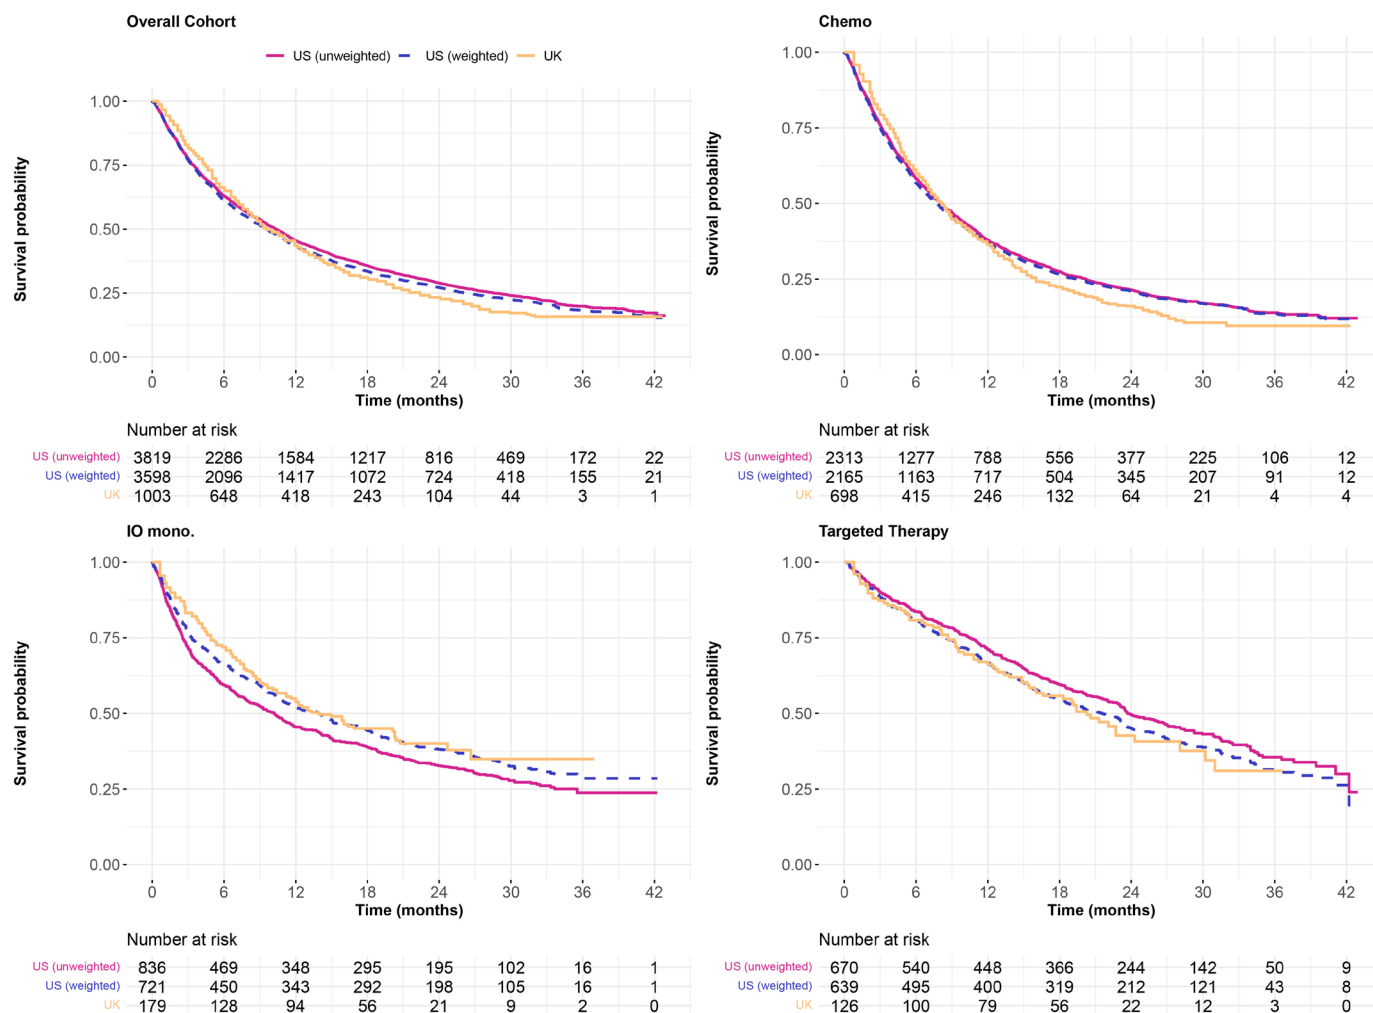 Overall Cohort
US (unweighted) US (weighted) UK
Survival probability
1.00
0.75
0.50
0.25
0.00
0 6 12 18 24 30 36 42
Time (months)
Number at risk
US (unweighted) 3819 2286 1584 1217 816 469 172 22
US (weighted) 3598 2096 1417 1072 724 418 155 21
UK 1003 648 418 243 104 44 3 1
Chemo
Survival probability
1.00
0.75
0.50
0.25
0.00
0 6 12 18 24 30 36 42
Time (months)
Number at risk
US (unweighted) 2313 1277 788 556 377 225 106 12
US (weighted) 2165 1163 717 504 345 207 91 12
UK 698 415 246 132 64 21 4 4
IO mono.
Survival probability
1.00
0.75
0.50
0.25
0.00
0 6 12 18 24 30 36 42
Time (months)
Number at risk
US (unweighted) 836 469 348 295 195 102 16 1
US (weighted) 721 450 343 292 198 105 16 1
UK 179 128 94 56 21 9 2 0
Targeted Therapy
Survival probability
1.00
0.75
0.50
0.25
0.00
0 6 12 18 24 30 36 42
Time (months)
Number at risk
US (unweighted) 670 540 448 366 244 142 50 9
US (weighted) 639 495 400 319 212 121 43 8
UK 126 100 79 56 22 12 3 0